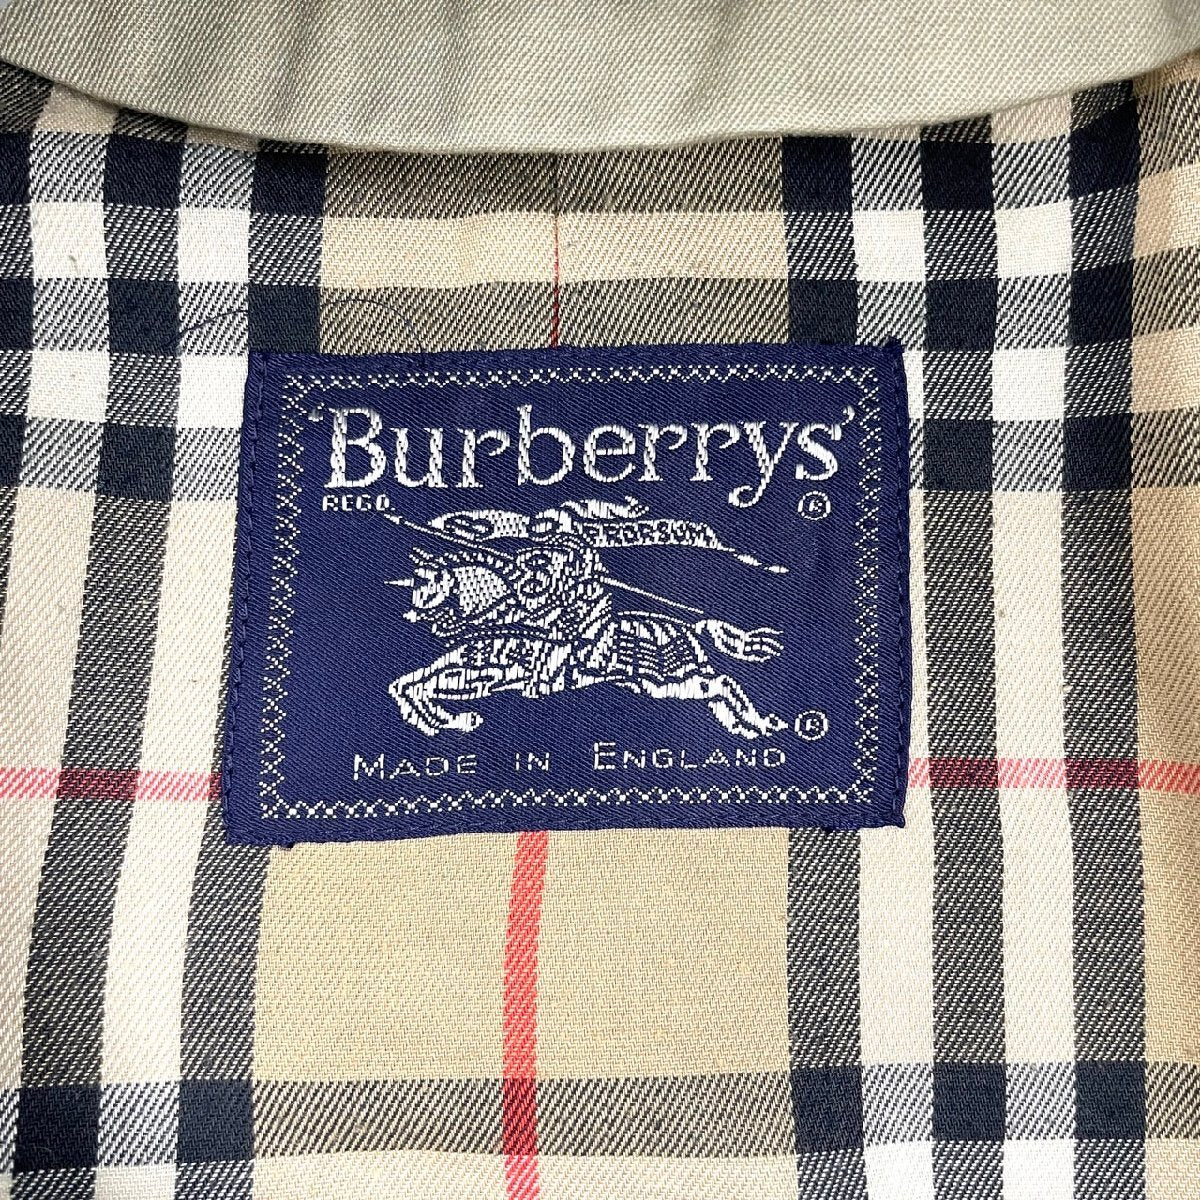 'Burberrys'
REGD. ®
PRORSUM
®
MADE IN ENGLAND